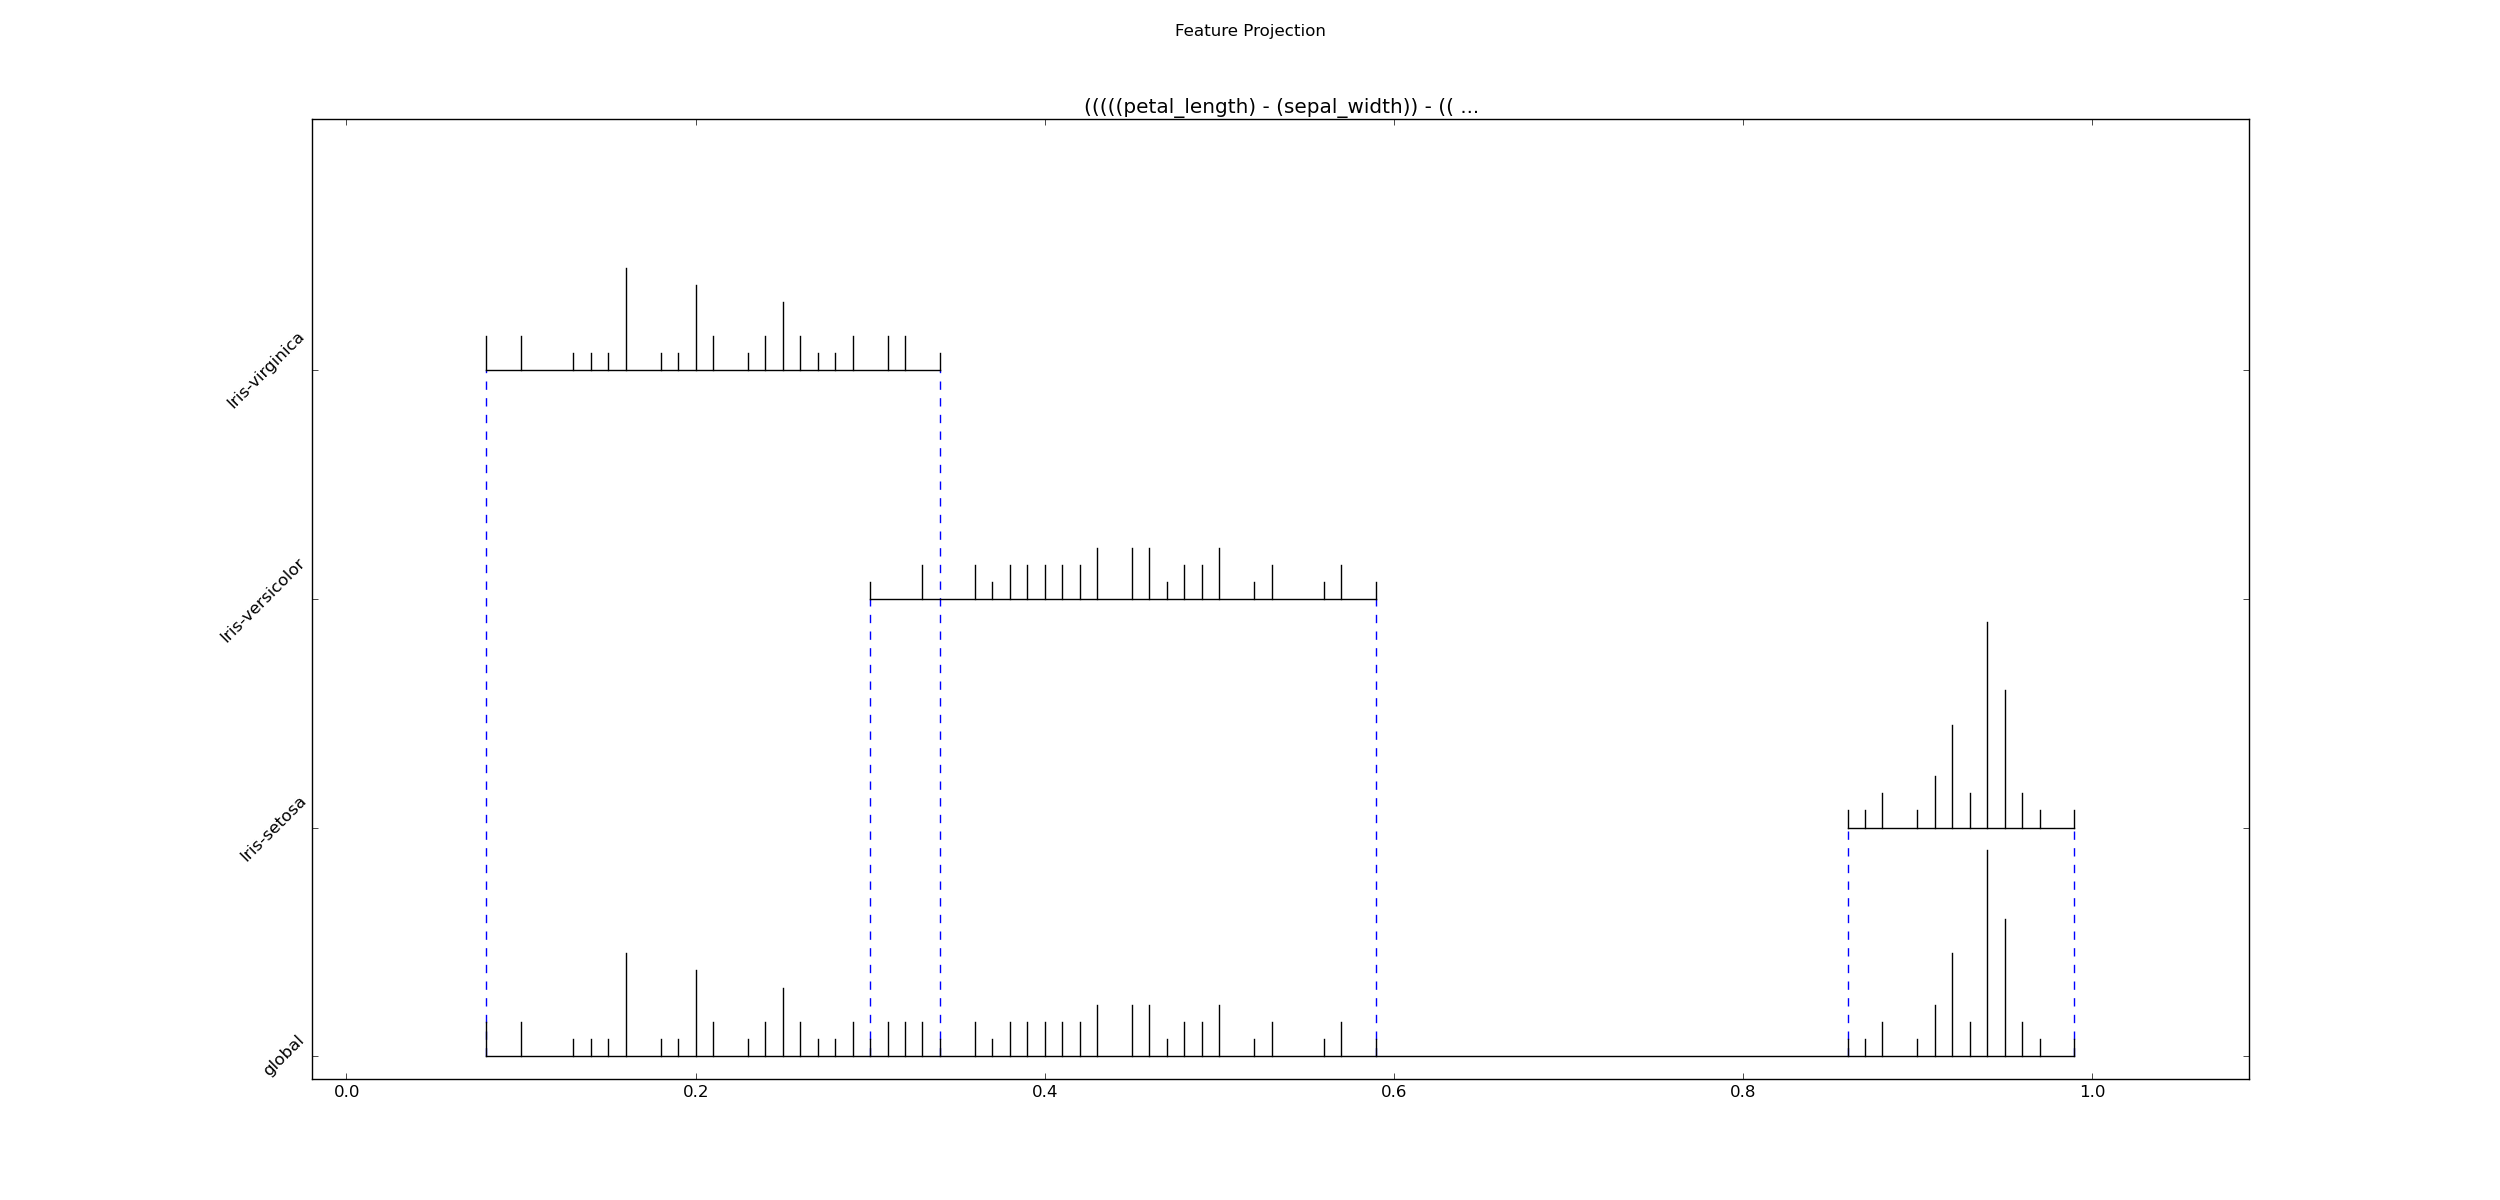 Feature Projection
(((((petal_length) - (sepal_width)) - (( ...
Iris-virginica
Iris-versicolor
Iris-setosa
global
0.0 0.2 0.4 0.6 0.8 1.0